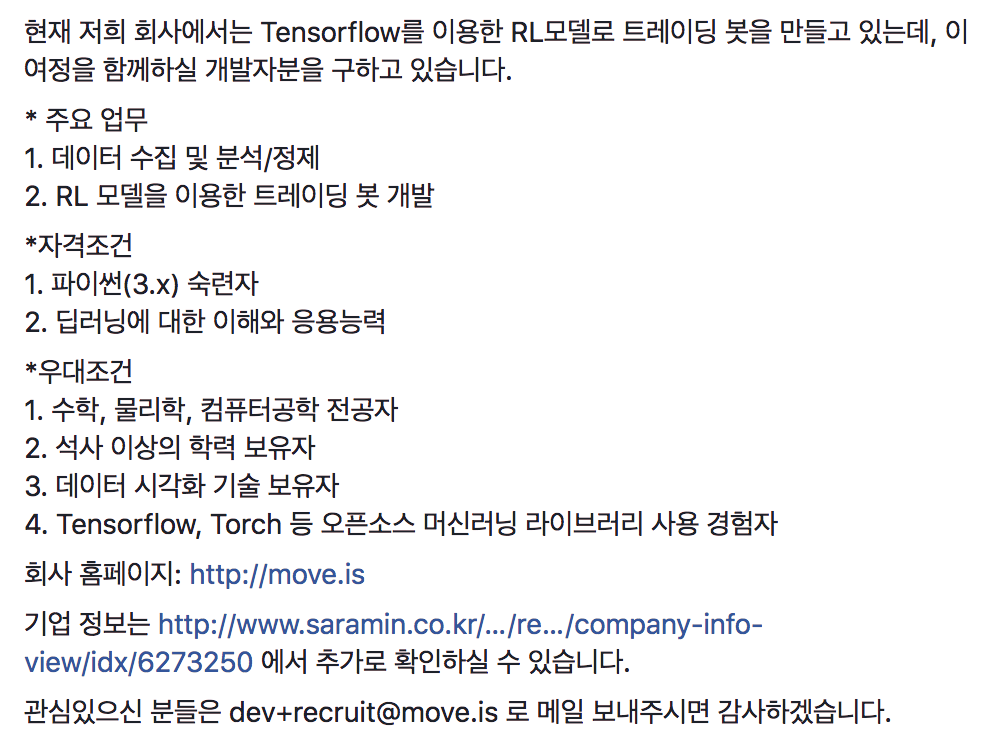 현재 저희 회사에서는 Tensorflow를 이용한 RL모델로 트레이딩 봇을 만들고 있는데, 이
여정을 함께하실 개발자분을 구하고 있습니다.
* 주요 업무
1. 데이터 수집 및 분석/정제
2. RL 모델을 이용한 트레이딩 봇 개발
*자격조건
1. 파이썬(3.x) 숙련자
2. 딥러닝에 대한 이해와 응용능력
*우대조건
1. 수학, 물리학, 컴퓨터공학 전공자
2. 석사 이상의 학력 보유자
3. 데이터 시각화 기술 보유자
4. Tensorflow, Torch 등 오픈소스 머신러닝 라이브러리 사용 경험자
회사 홈페이지: http://move.is
기업 정보는 http://www.saramin.co.kr/.../re.../company-info-
view/idx/6273250 에서 추가로 확인하실 수 있습니다.
관심있으신 분들은 dev+recruit@move.is 로 메일 보내주시면 감사하겠습니다.